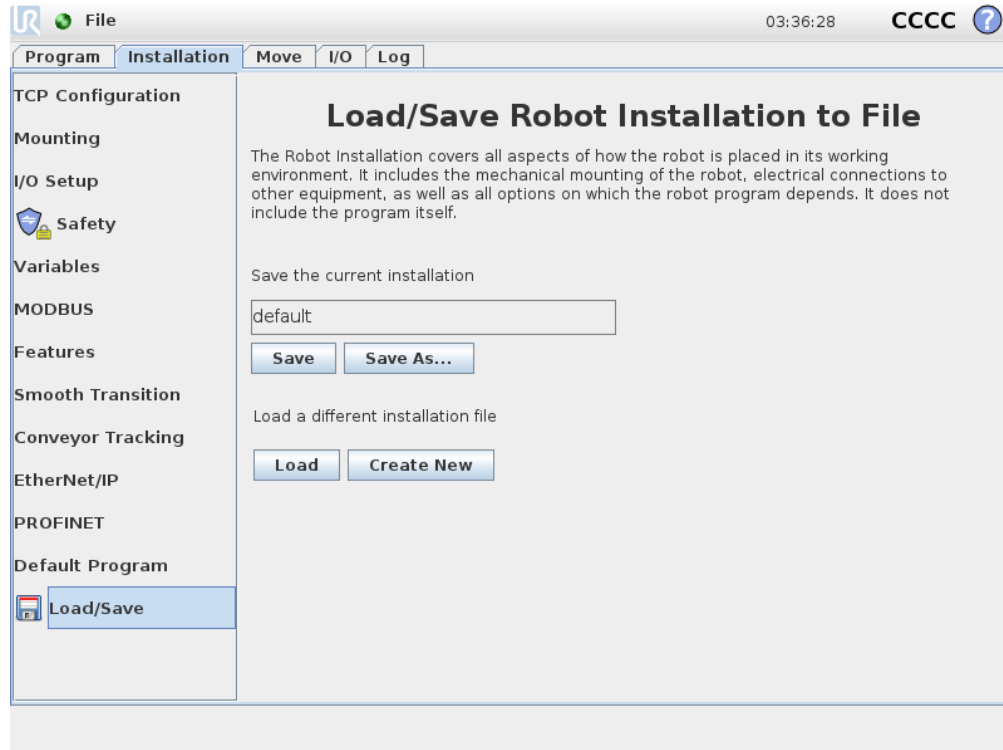 UR File 03:36:28 CCCC ?
Program Installation Move I/O Log
TCP Configuration
Mounting
I/O Setup
Safety
Variables
MODBUS
Features
Smooth Transition
Conveyor Tracking
EtherNet/IP
PROFINET
Default Program
Load/Save
Load/Save Robot Installation to File
The Robot Installation covers all aspects of how the robot is placed in its working
environment. It includes the mechanical mounting of the robot, electrical connections to
other equipment, as well as all options on which the robot program depends. It does not
include the program itself.
Save the current installation
default
Save Save As...
Load a different installation file
Load Create New